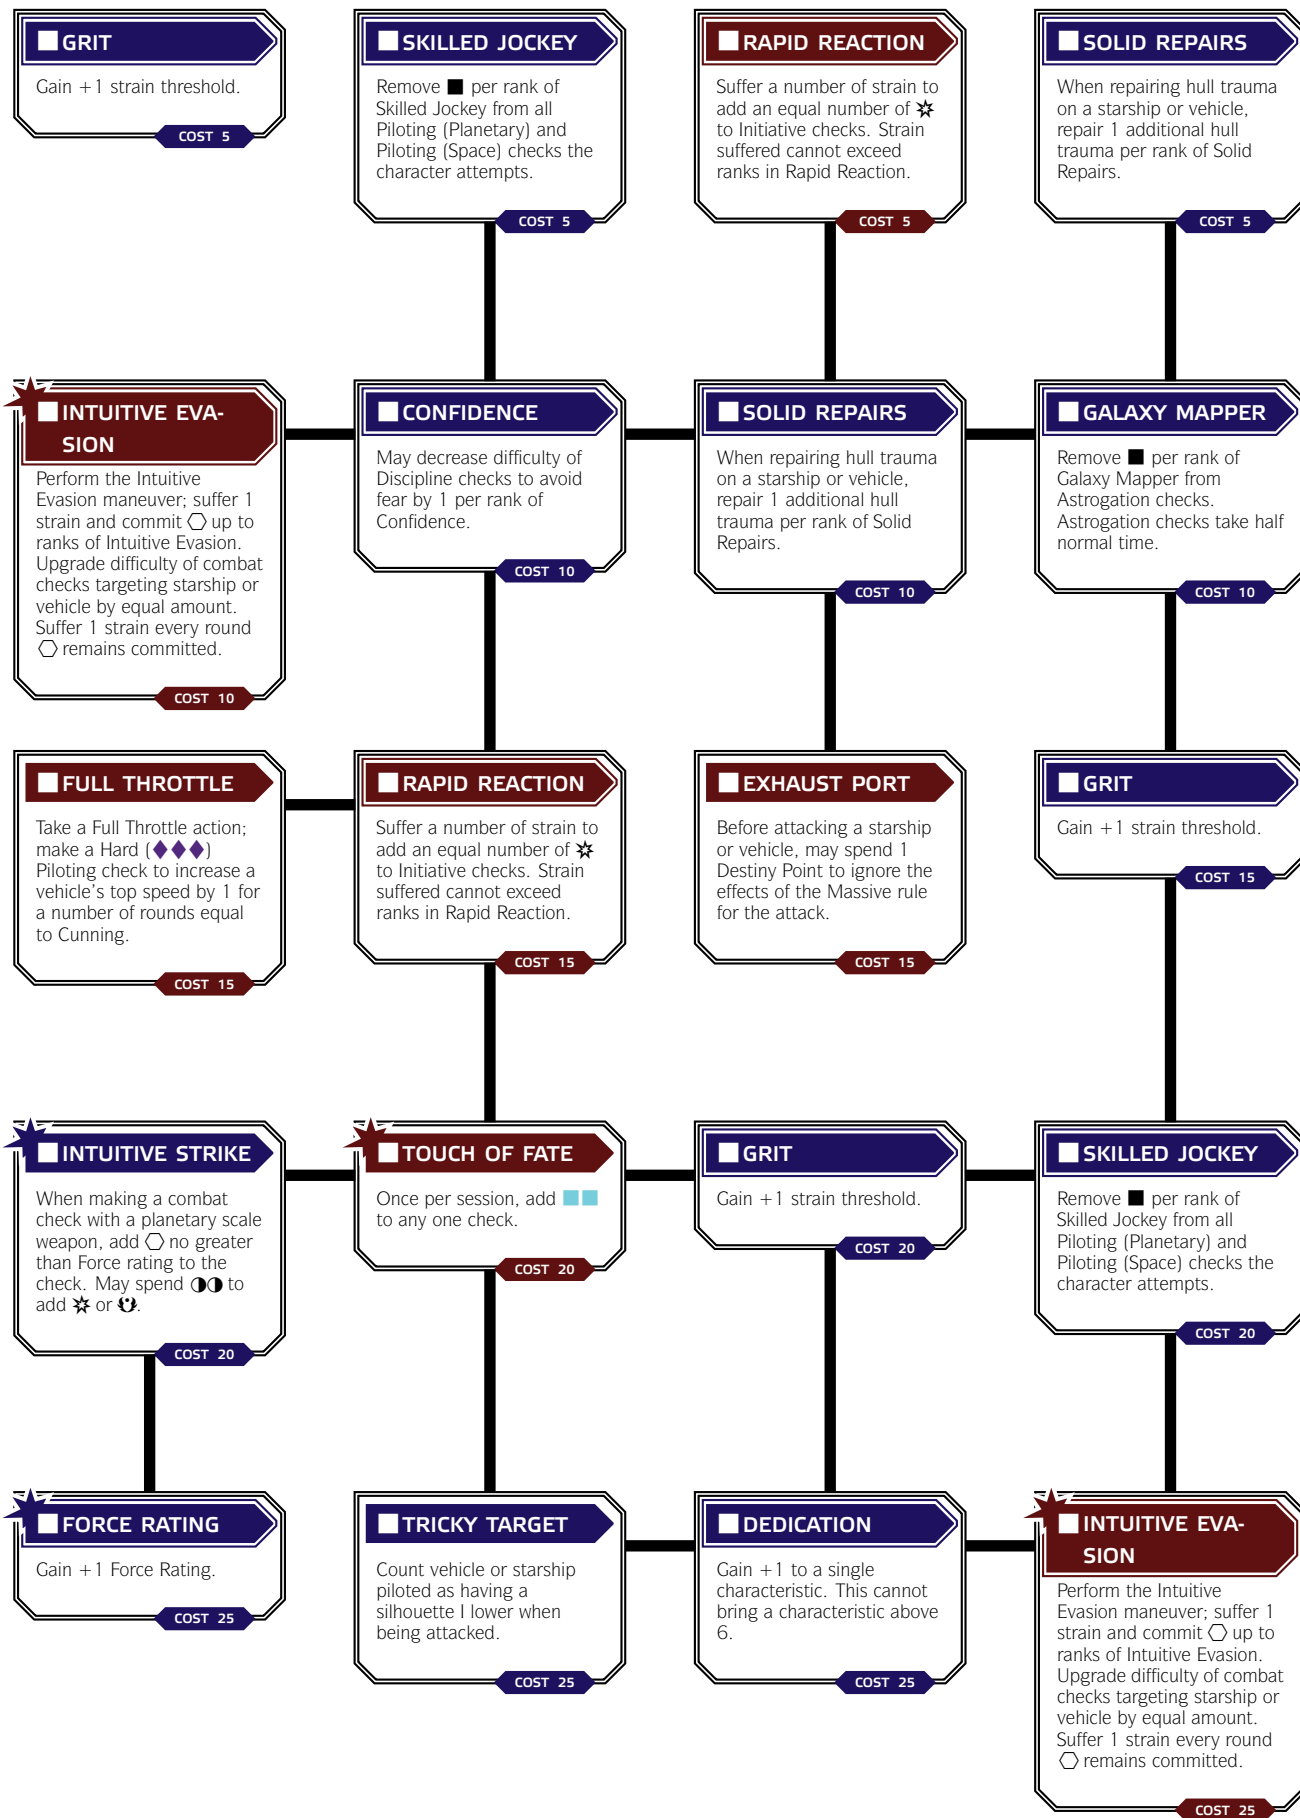 GRIT
Gain +1 strain threshold.
COST 5
SKILLED JOCKEY
Remove ■ per rank of
Skilled Jockey from all
Piloting (Planetary) and
Piloting (Space) checks the
character attempts.
COST 5
RAPID REACTION
Suffer a number of strain to
add an equal number of
to Initiative checks. Strain
suffered cannot exceed
ranks in Rapid Reaction.
COST 5
SOLID REPAIRS
When repairing hull trauma
on a starship or vehicle,
repair 1 additional hull
trauma per rank of Solid
Repairs.
COST 5
INTUITIVE EVA-
SION
Perform the Intuitive
Evasion maneuver; suffer 1
strain and commit ⬡ up to
ranks of Intuitive Evasion.
Upgrade difficulty of combat
checks targeting starship or
vehicle by equal amount.
Suffer 1 strain every round
⬡ remains committed.
COST 10
CONFIDENCE
May decrease difficulty of
Discipline checks to avoid
fear by 1 per rank of
Confidence.
COST 10
SOLID REPAIRS
When repairing hull trauma
on a starship or vehicle,
repair 1 additional hull
trauma per rank of Solid
Repairs.
COST 10
GALAXY MAPPER
Remove ■ per rank of
Galaxy Mapper from
Astrogation checks.
Astrogation checks take half
normal time.
COST 10
FULL THROTTLE
Take a Full Throttle action;
make a Hard (◆◆◆)
Piloting check to increase a
vehicle's top speed by 1 for
a number of rounds equal
to Cunning.
COST 15
RAPID REACTION
Suffer a number of strain to
add an equal number of
to Initiative checks. Strain
suffered cannot exceed
ranks in Rapid Reaction.
COST 15
EXHAUST PORT
Before attacking a starship
or vehicle, may spend 1
Destiny Point to ignore the
effects of the Massive rule
for the attack.
COST 15
GRIT
Gain +1 strain threshold.
COST 15
INTUITIVE STRIKE
When making a combat
check with a planetary scale
weapon, add ⬡ no greater
than Force rating to the
check. May spend ◑◑ to
add or .
COST 20
TOUCH OF FATE
Once per session, add ■■
to any one check.
COST 20
GRIT
Gain +1 strain threshold.
COST 20
SKILLED JOCKEY
Remove ■ per rank of
Skilled Jockey from all
Piloting (Planetary) and
Piloting (Space) checks the
character attempts.
COST 20
FORCE RATING
Gain +1 Force Rating.
COST 25
TRICKY TARGET
Count vehicle or starship
piloted as having a
silhouette I lower when
being attacked.
COST 25
DEDICATION
Gain +1 to a single
characteristic. This cannot
bring a characteristic above
6.
COST 25
INTUITIVE EVA-
SION
Perform the Intuitive
Evasion maneuver; suffer 1
strain and commit ⬡ up to
ranks of Intuitive Evasion.
Upgrade difficulty of combat
checks targeting starship or
vehicle by equal amount.
Suffer 1 strain every round
⬡ remains committed.
COST 25